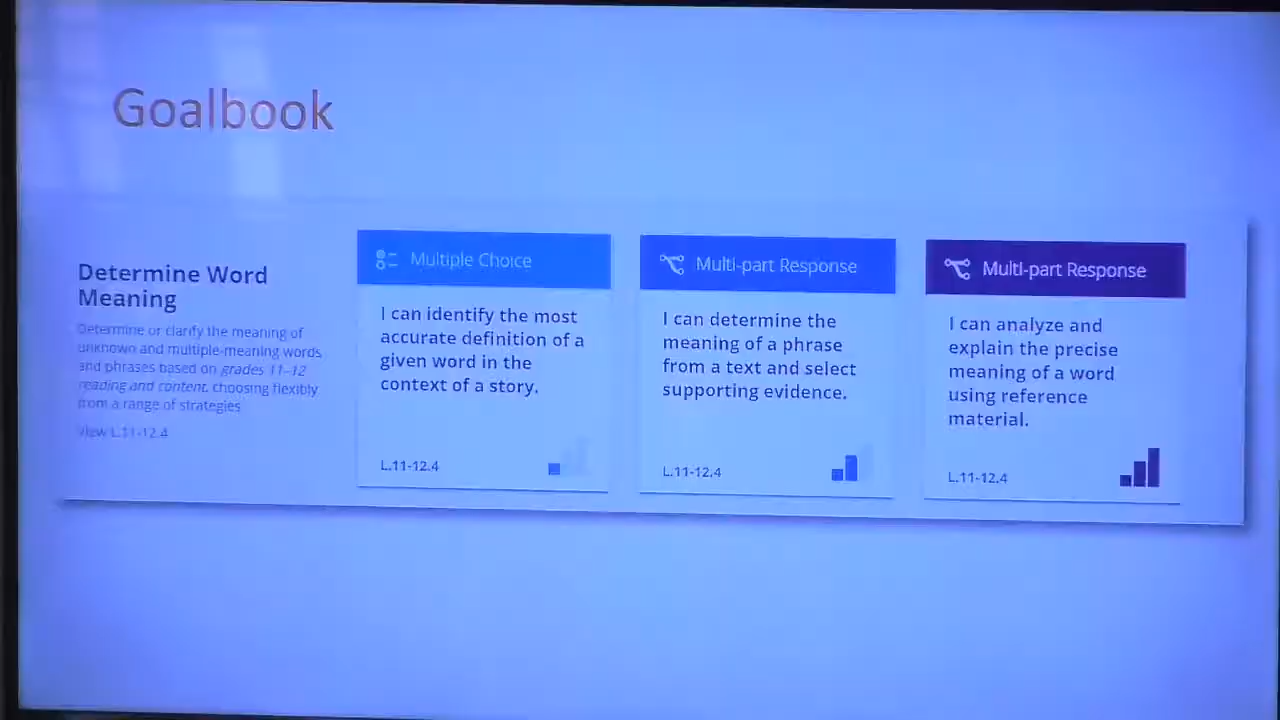 Goalbook
Determine Word
Meaning
Determine or clarify the meaning of
unknown and multiple-meaning words
and phrases based on grades 11–12
reading and content, choosing flexibly
from a range of strategies.
View L.11-12.4
Multiple Choice
I can identify the most
accurate definition of a
given word in the
context of a story.
L.11-12.4
Multi-part Response
I can determine the
meaning of a phrase
from a text and select
supporting evidence.
L.11-12.4
Multi-part Response
I can analyze and
explain the precise
meaning of a word
using reference
material.
L.11-12.4